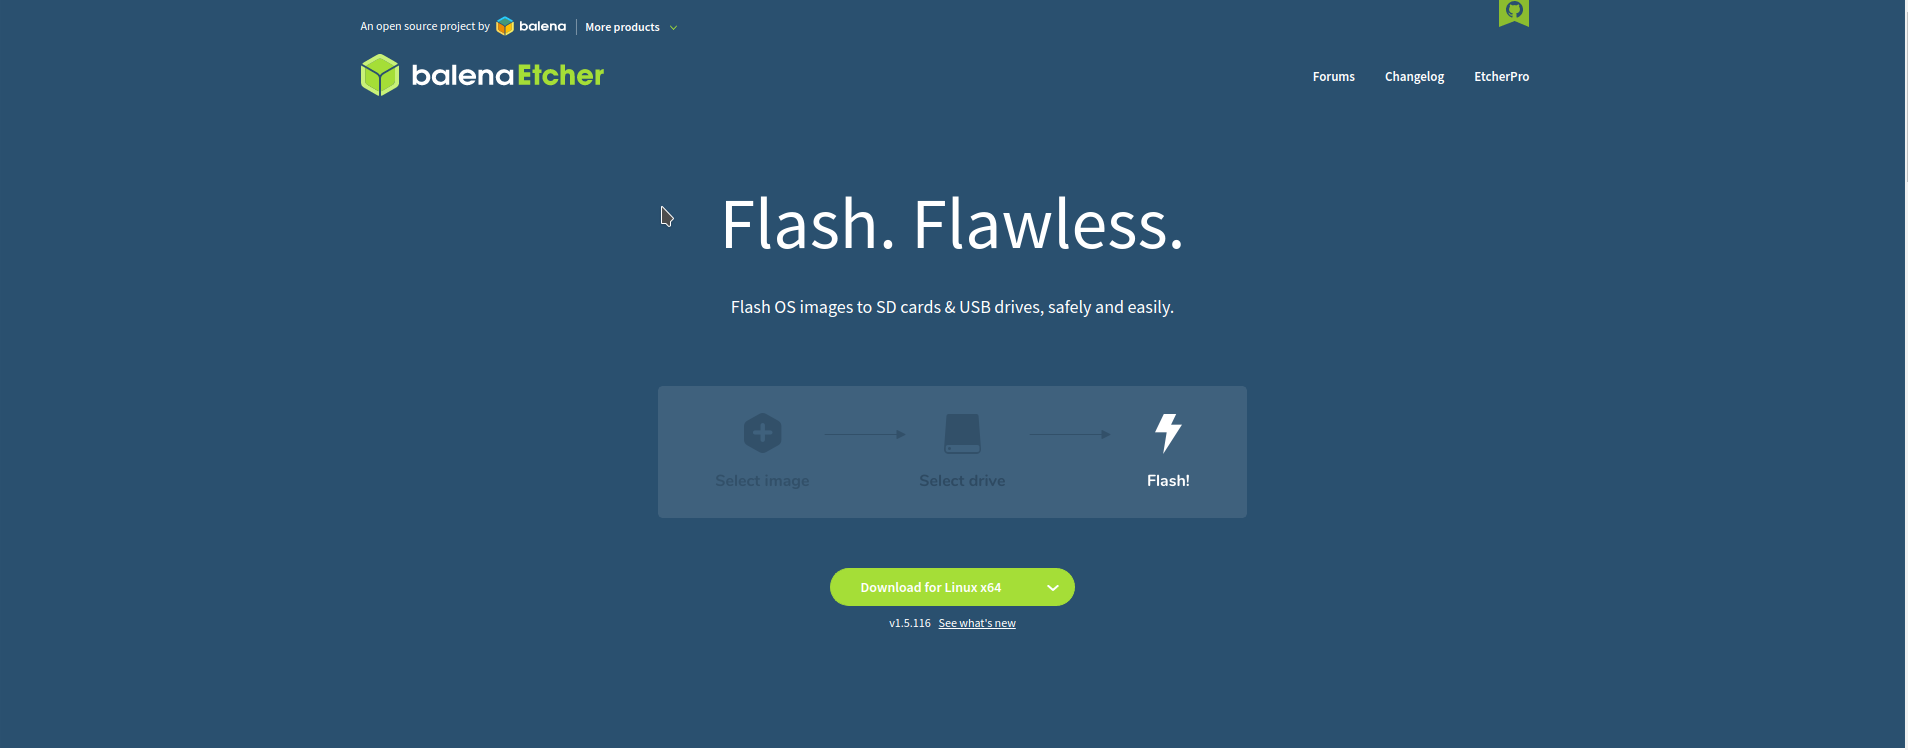 An open source project by balena More products
balenaEtcher
Forums Changelog EtcherPro
Flash. Flawless.
Flash OS images to SD cards & USB drives, safely and easily.
Select image Select drive Flash!
Download for Linux x64
v1.5.116 See what's new